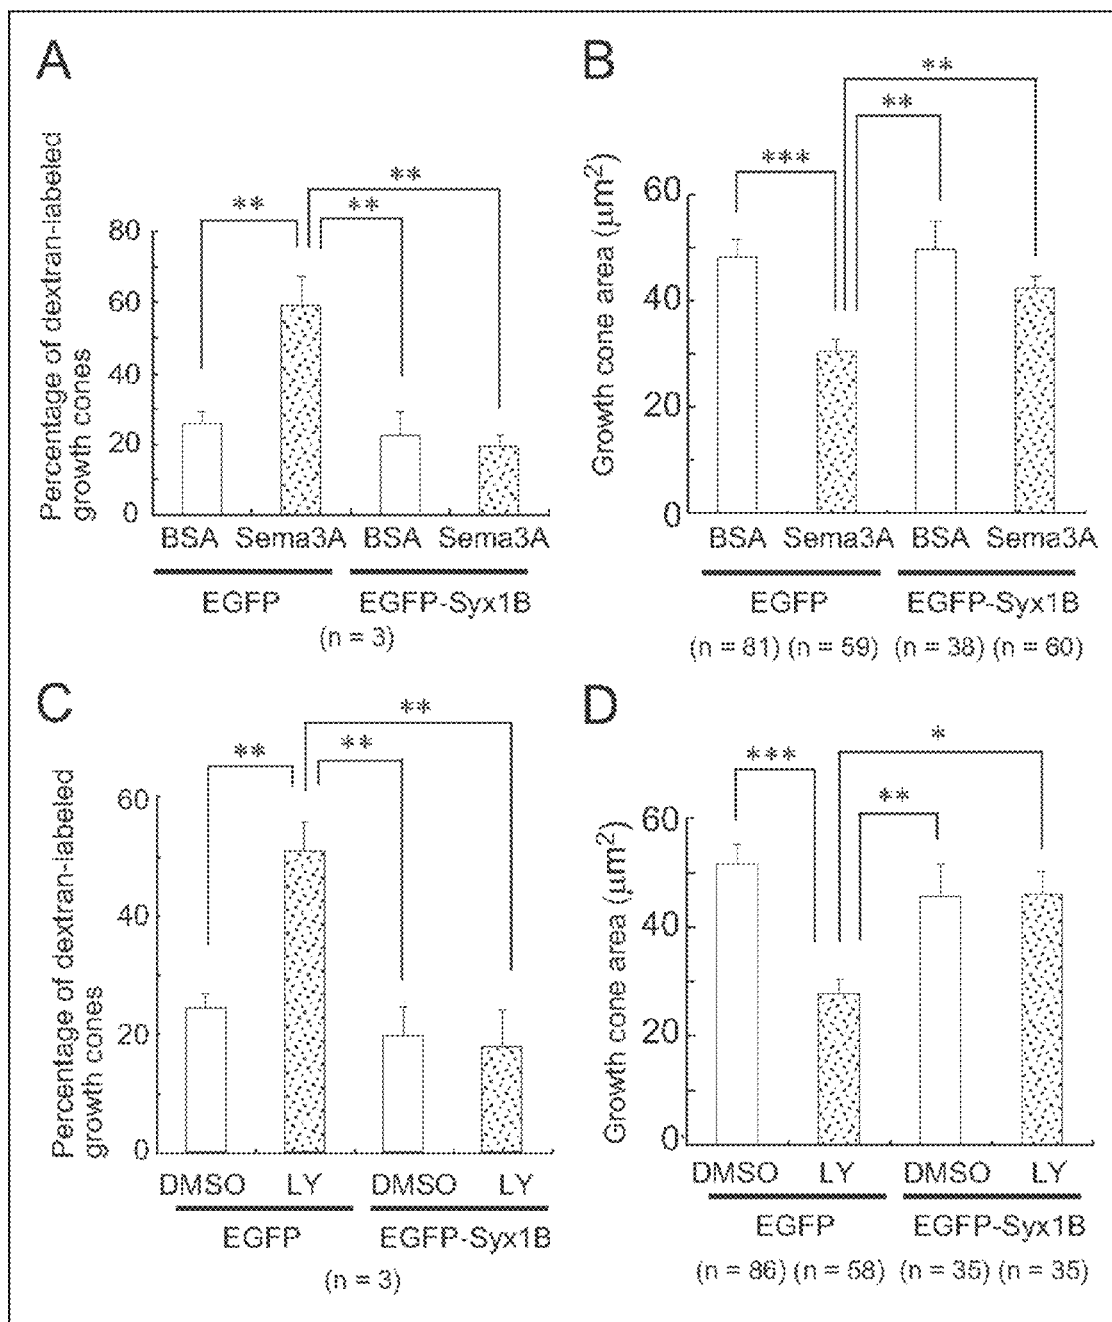 A
Percentage of dextran-labeled
growth cones
80
60
40
20
0
**
**
**
BSA Sema3A BSA Sema3A
EGFP EGFP-Syx1B
(n = 3)
B
Growth cone area (μm²)
60
40
20
0
***
**
**
BSA Sema3A BSA Sema3A
EGFP EGFP-Syx1B
(n = 81) (n = 59) (n = 38) (n = 60)
C
Percentage of dextran-labeled
growth cones
60
40
20
0
**
**
**
DMSO LY DMSO LY
EGFP EGFP-Syx1B
(n = 3)
D
Growth cone area (μm²)
60
40
20
0
***
**
*
DMSO LY DMSO LY
EGFP EGFP-Syx1B
(n = 86) (n = 58) (n = 35) (n = 35)